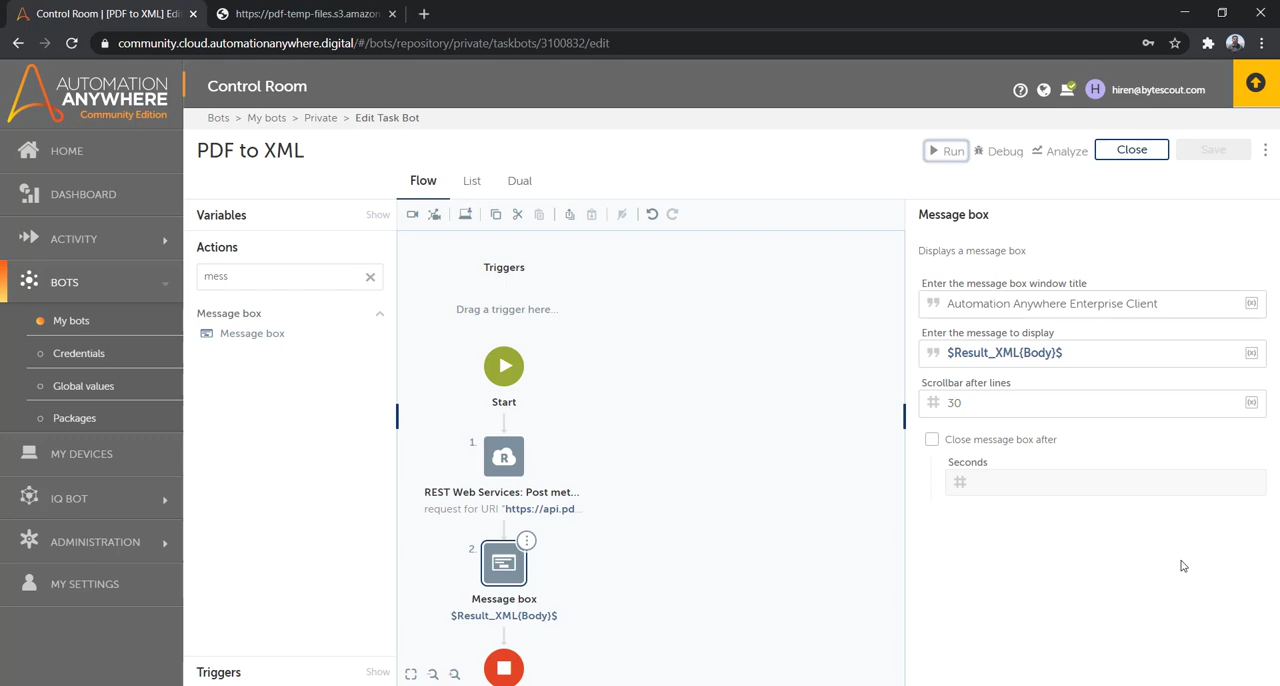 Control Room | [PDF to XML] Edi
https://pdf-temp-files.s3.amazon
community.cloud.automationanywhere.digital/#/bots/repository/private/taskbots/3100832/edit
AUTOMATION
ANYWHERE
Community Edition
Control Room
H
hiren@bytescout.com
Bots > My bots > Private > Edit Task Bot
PDF to XML
Run
Debug
Analyze
Close
Save
Flow
List
Dual
HOME
DASHBOARD
ACTIVITY
BOTS
My bots
Credentials
Global values
Packages
MY DEVICES
IQ BOT
ADMINISTRATION
MY SETTINGS
Variables
Show
Actions
mess
Message box
Message box
Triggers
Show
Triggers
Drag a trigger here...
Start
1.
R
REST Web Services: Post met...
request for URI "https://api.pd...
2.
Message box
$Result_XML{Body}$
Message box
Displays a message box
Enter the message box window title
Automation Anywhere Enterprise Client
(x)
Enter the message to display
$Result_XML{Body}$
(x)
Scrollbar after lines
30
(x)
Close message box after
Seconds